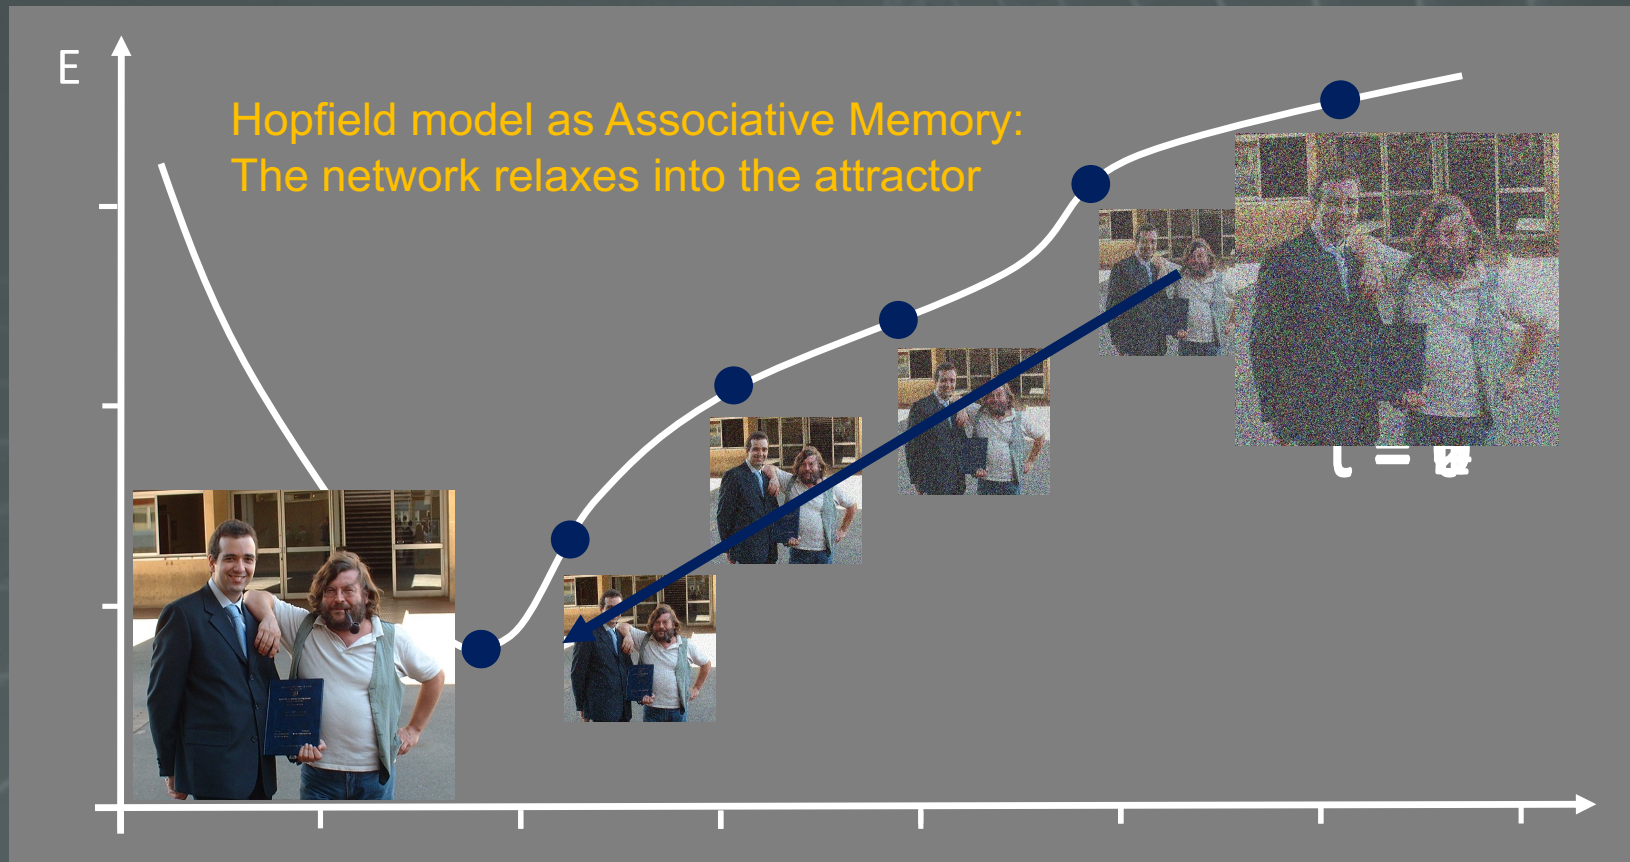 E
Hopfield model as Associative Memory:
The network relaxes into the attractor
t =